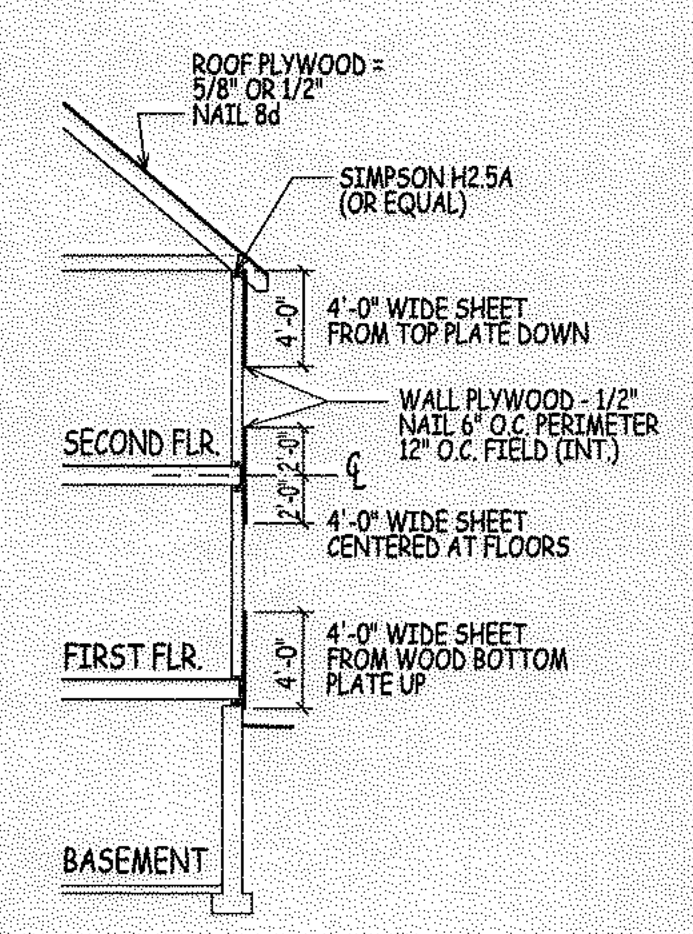 ROOF PLYWOOD =
5/8" OR 1/2"
NAIL 8d
SIMPSON H2.5A
(OR EQUAL)
4'-0"
4'-0" WIDE SHEET
FROM TOP PLATE DOWN
WALL PLYWOOD - 1/2"
NAIL 6" O.C. PERIMETER
12" O.C. FIELD (INT.)
SECOND FLR.
2'-0"
2'-0"
CL
4'-0" WIDE SHEET
CENTERED AT FLOORS
4'-0"
4'-0" WIDE SHEET
FROM WOOD BOTTOM
PLATE UP
FIRST FLR.
BASEMENT